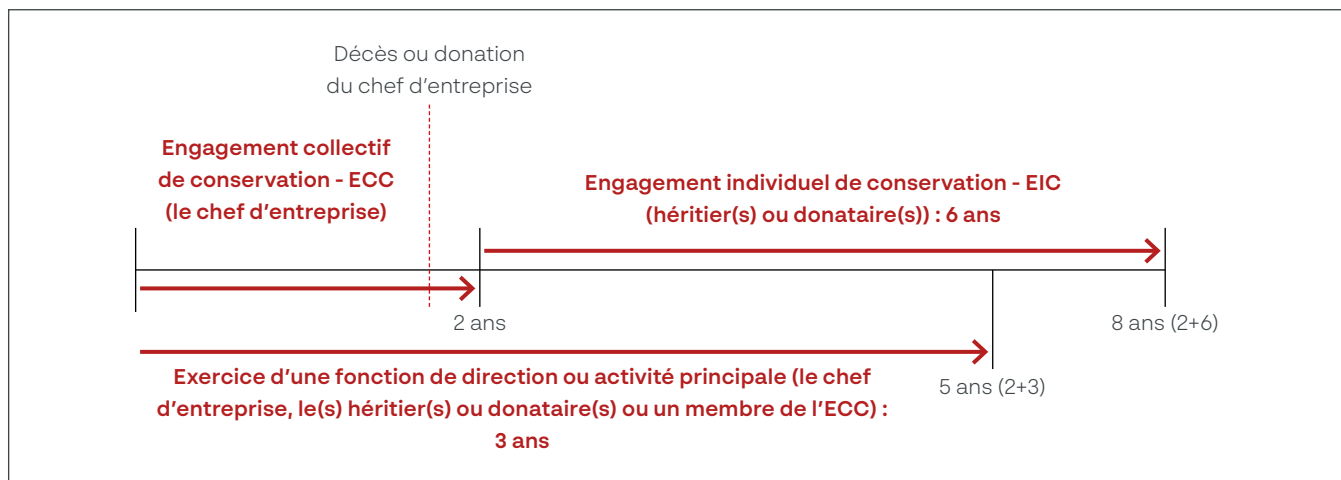 Décès ou donation
du chef d’entreprise
Engagement collectif
de conservation - ECC
(le chef d’entreprise)
Engagement individuel de conservation - EIC
(héritier(s) ou donataire(s)) : 6 ans
2 ans
8 ans (2+6)
Exercice d’une fonction de direction ou activité principale (le chef
d’entreprise, le(s) héritier(s) ou donataire(s) ou un membre de l’ECC) :
3 ans
5 ans (2+3)